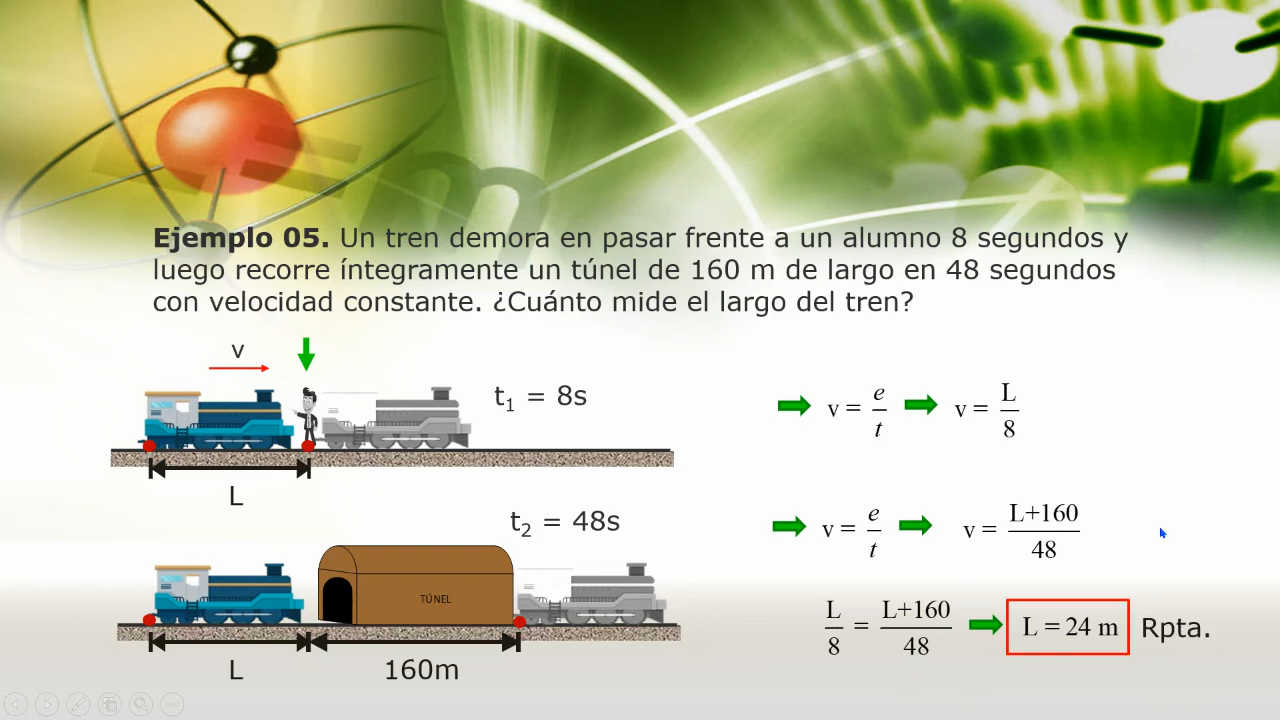 Ejemplo 05. Un tren demora en pasar frente a un alumno 8 segundos y
luego recorre íntegramente un túnel de 160 m de largo en 48 segundos
con velocidad constante. ¿Cuánto mide el largo del tren?
v
t₁ = 8s
v = e/t
v = L/8
L
t₂ = 48s
v = e/t
v = L+160/48
TÚNEL
L/8 = L+160/48
L = 24 m Rpta.
L
160m